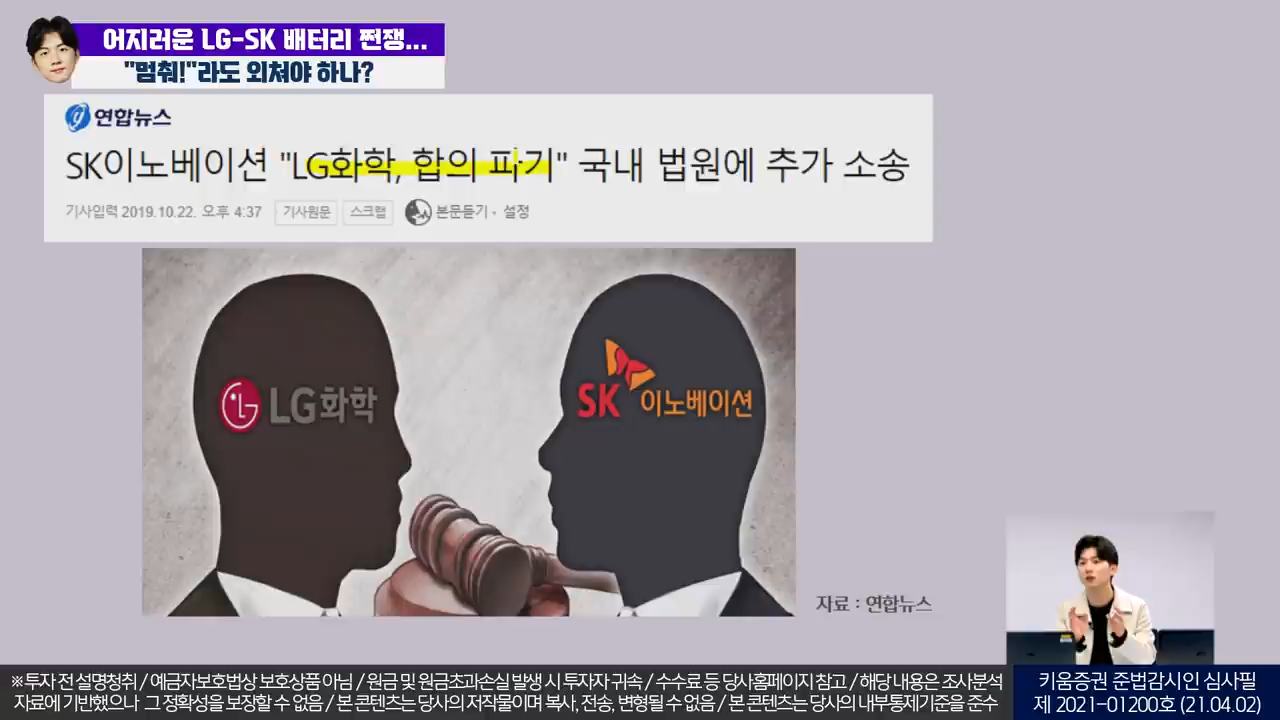 어지러운 LG-SK 배터리 쩐쟁...
"멈춰!"라도 외쳐야 하나?
연합뉴스
SK이노베이션 "LG화학, 합의 파기" 국내 법원에 추가 소송
기사입력 2019.10.22. 오후 4:37 기사원문 스크랩 본문듣기 · 설정
LG화학
SK이노베이션
자료 : 연합뉴스
※투자 전 설명청취 / 예금자보호법상 보호상품 아님 / 원금 및 원금초과손실 발생 시 투자자 귀속 / 수수료 등 당사홈페이지 참고 / 해당 내용은 조사분석
자료에 기반했으나 그 정확성을 보장할 수 없음 / 본 콘텐츠는 당사의 저작물이며 복사, 전송, 변형될 수 없음 / 본 콘텐츠는 당사의 내부통제기준을 준수
키움증권 준법감시인 심사필
제 2021-01200호 (21.04.02)